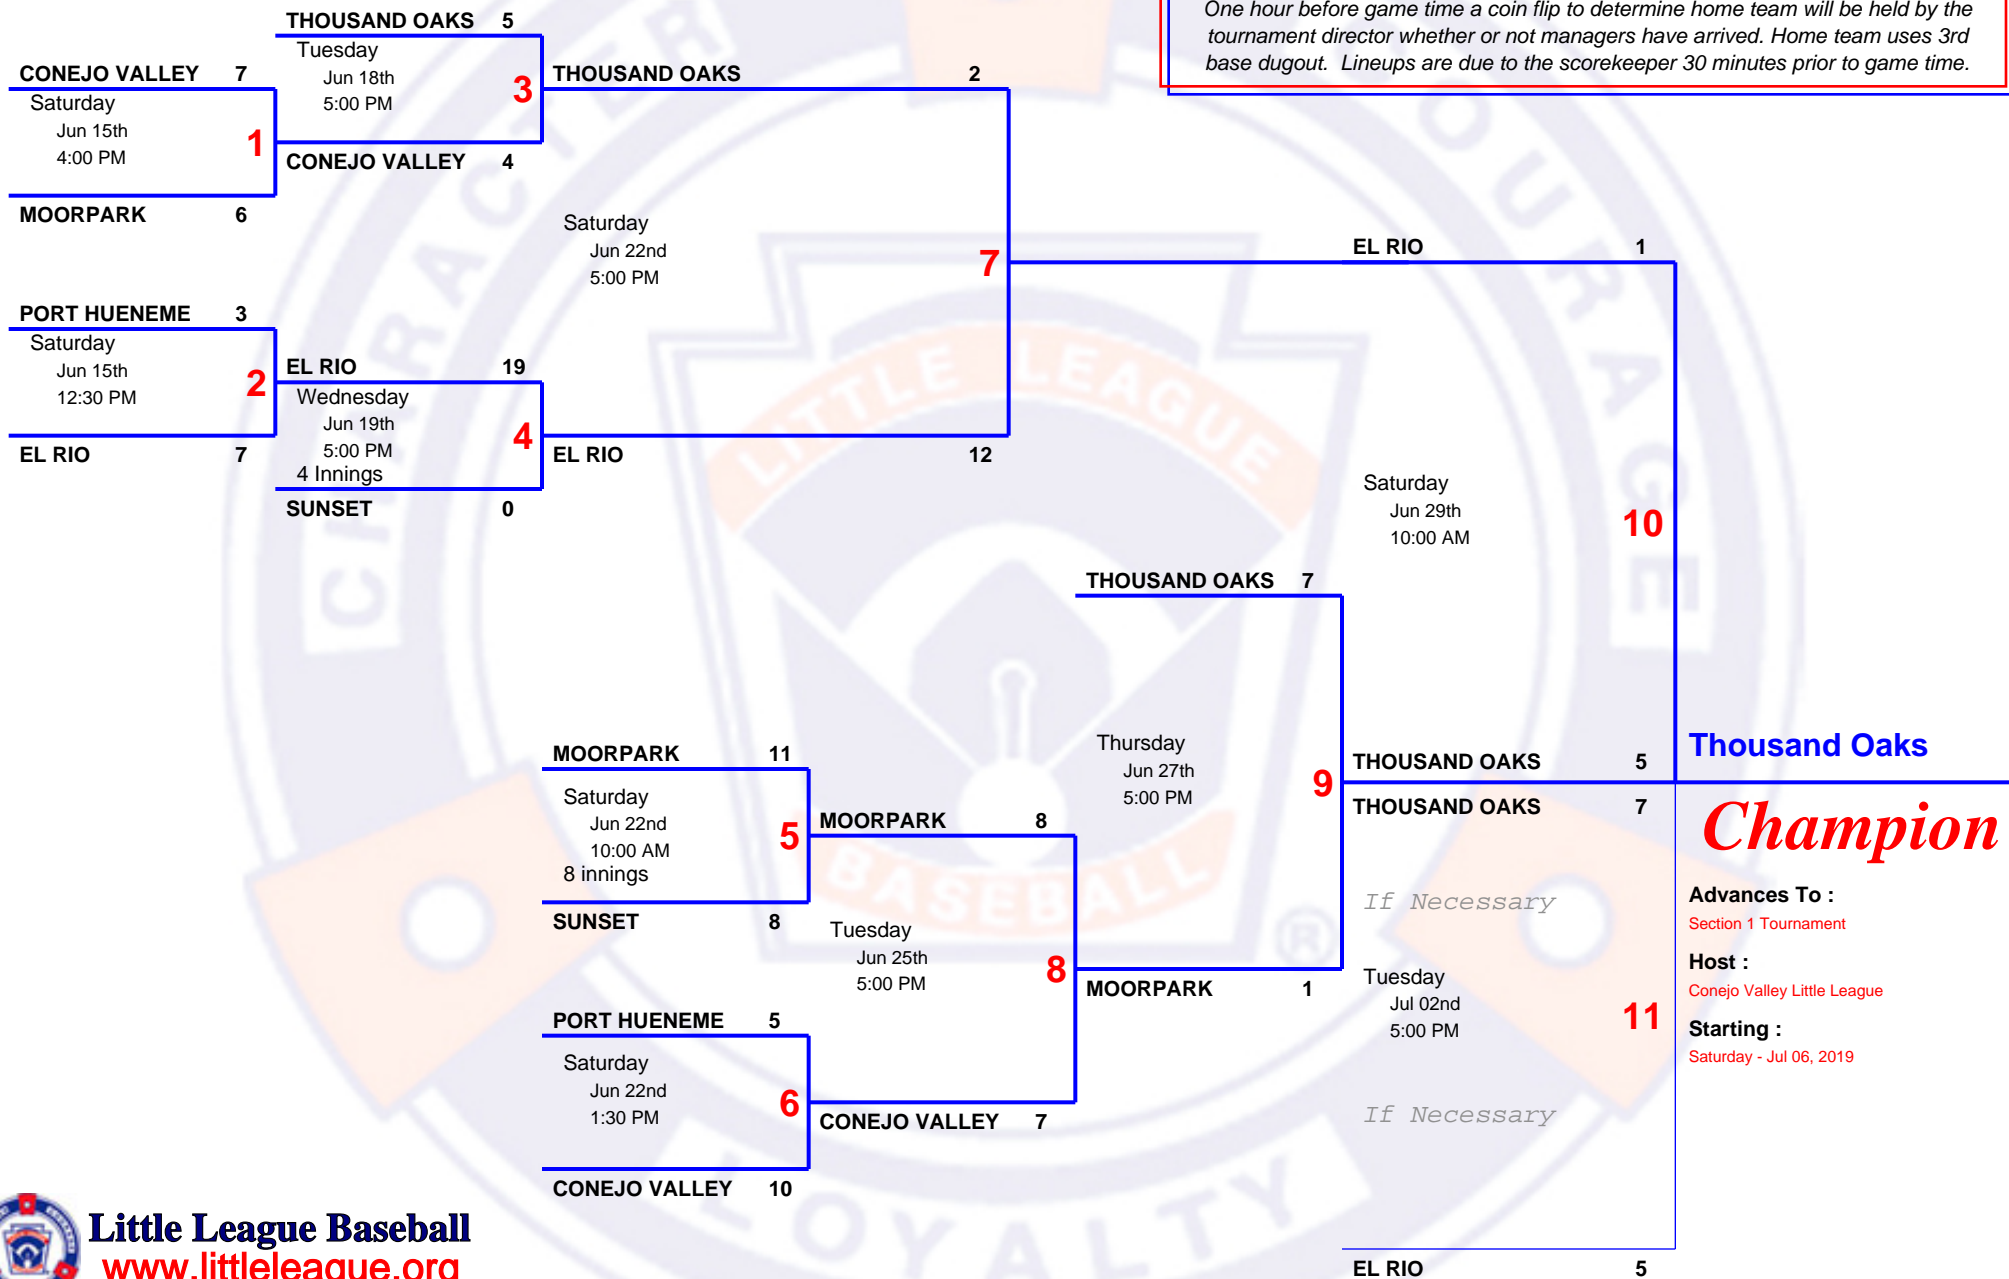 One hour before game time a coin flip to determine home team will be held by the
tournament director whether or not managers have arrived. Home team uses 3rd
base dugout. Lineups are due to the scorekeeper 30 minutes prior to game time.
THOUSAND OAKS 5
Tuesday
Jun 18th
5:00 PM
3
CONEJO VALLEY 4
CONEJO VALLEY 7
Saturday
Jun 15th
4:00 PM
1
MOORPARK 6
PORT HUENEME 3
Saturday
Jun 15th
12:30 PM
2
EL RIO 7
EL RIO 19
Wednesday
Jun 19th
5:00 PM
4 Innings
4
SUNSET 0
THOUSAND OAKS 2
Saturday
Jun 22nd
5:00 PM
7
EL RIO 12
EL RIO 1
Saturday
Jun 29th
10:00 AM
10
THOUSAND OAKS 7
Thursday
Jun 27th
5:00 PM
9
MOORPARK 1
MOORPARK 11
Saturday
Jun 22nd
10:00 AM
8 innings
5
SUNSET 8
MOORPARK 8
Tuesday
Jun 25th
5:00 PM
8
CONEJO VALLEY 7
PORT HUENEME 5
Saturday
Jun 22nd
1:30 PM
6
CONEJO VALLEY 10
THOUSAND OAKS 5
THOUSAND OAKS 7
If Necessary
Tuesday
Jul 02nd
5:00 PM
11
If Necessary
EL RIO 5
Thousand Oaks
Champion
Advances To :
Section 1 Tournament
Host :
Conejo Valley Little League
Starting :
Saturday - Jul 06, 2019
CHARACTER
COURAGE
LOYALTY
LITTLE LEAGUE
BASEBALL
®
Little League Baseball
www.littleleague.org